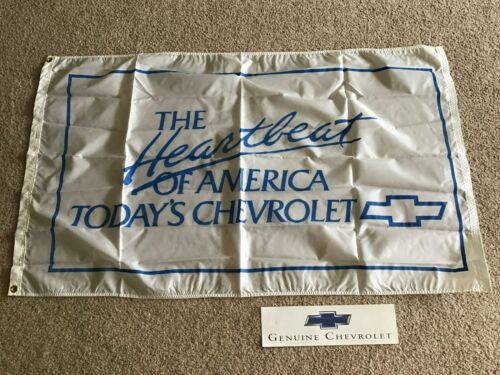 THE
Heartbeat
OF AMERICA
TODAY'S CHEVROLET
GENUINE CHEVROLET